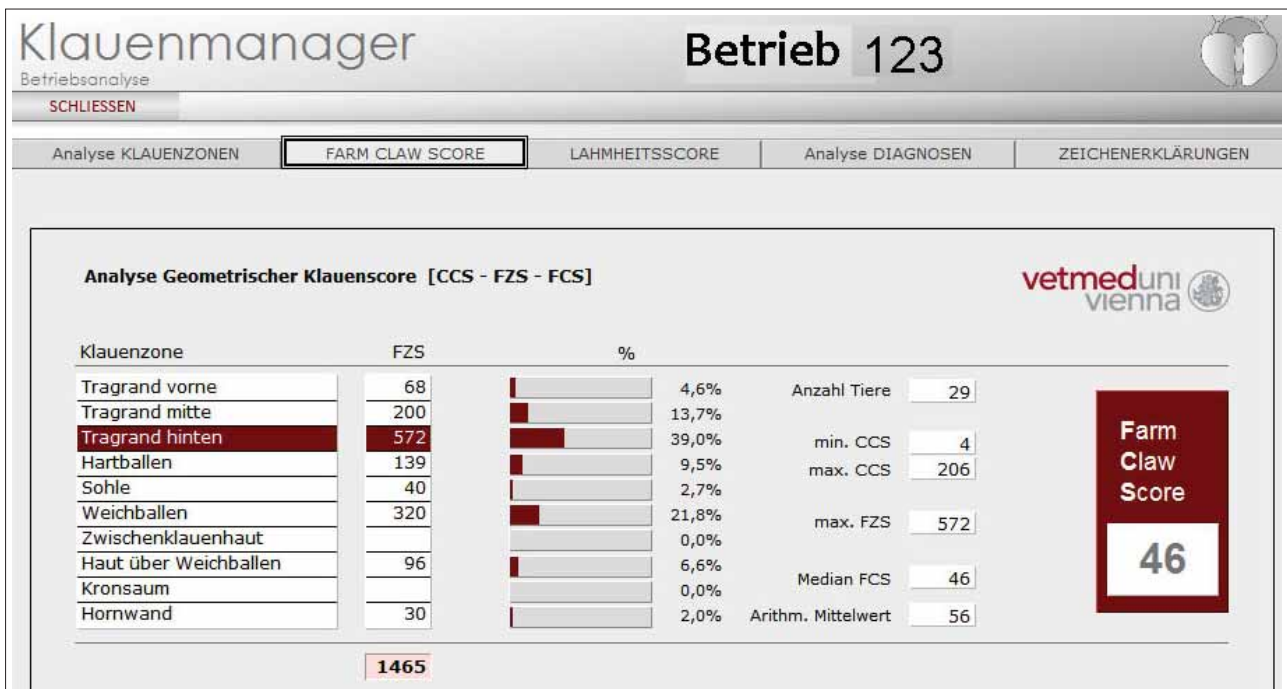 Klauenmanager
Betriebsanalyse
Betrieb 123
SCHLIESSEN
Analyse KLAUENZONEN FARM CLAW SCORE LAHMHEITSSCORE Analyse DIAGNOSEN ZEICHENERKLÄRUNGEN
Analyse Geometrischer Klauenscore [CCS - FZS - FCS]
vetmeduni
vienna
Klauenzone FZS %
Tragrand vorne 68 4,6%
Tragrand mitte 200 13,7%
Tragrand hinten 572 39,0%
Hartballen 139 9,5%
Sohle 40 2,7%
Weichballen 320 21,8%
Zwischenklauenhaut 0,0%
Haut über Weichballen 96 6,6%
Kronsaum 0,0%
Hornwand 30 2,0%
1465
Anzahl Tiere 29
min. CCS 4
max. CCS 206
max. FZS 572
Median FCS 46
Arithm. Mittelwert 56
Farm
Claw
Score
46